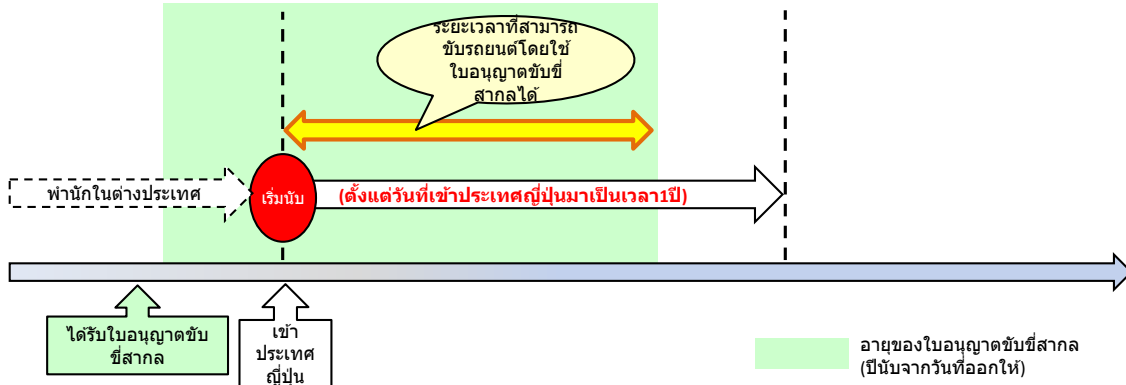 ระยะเวลาที่สามารถ
ขับรถยนต์โดยใช้
ใบอนุญาตขับขี่
สากลได้
พำนักในต่างประเทศ
เริ่มนับ
(ตั้งแต่วันที่เข้าประเทศญี่ปุ่นมาเป็นเวลา1ปี)
ได้รับใบอนุญาตขับ
ขี่สากล
เข้า
ประเทศ
ญี่ปุ่น
อายุของใบอนุญาตขับขี่สากล
(ปีนับจากวันที่ออกให้)